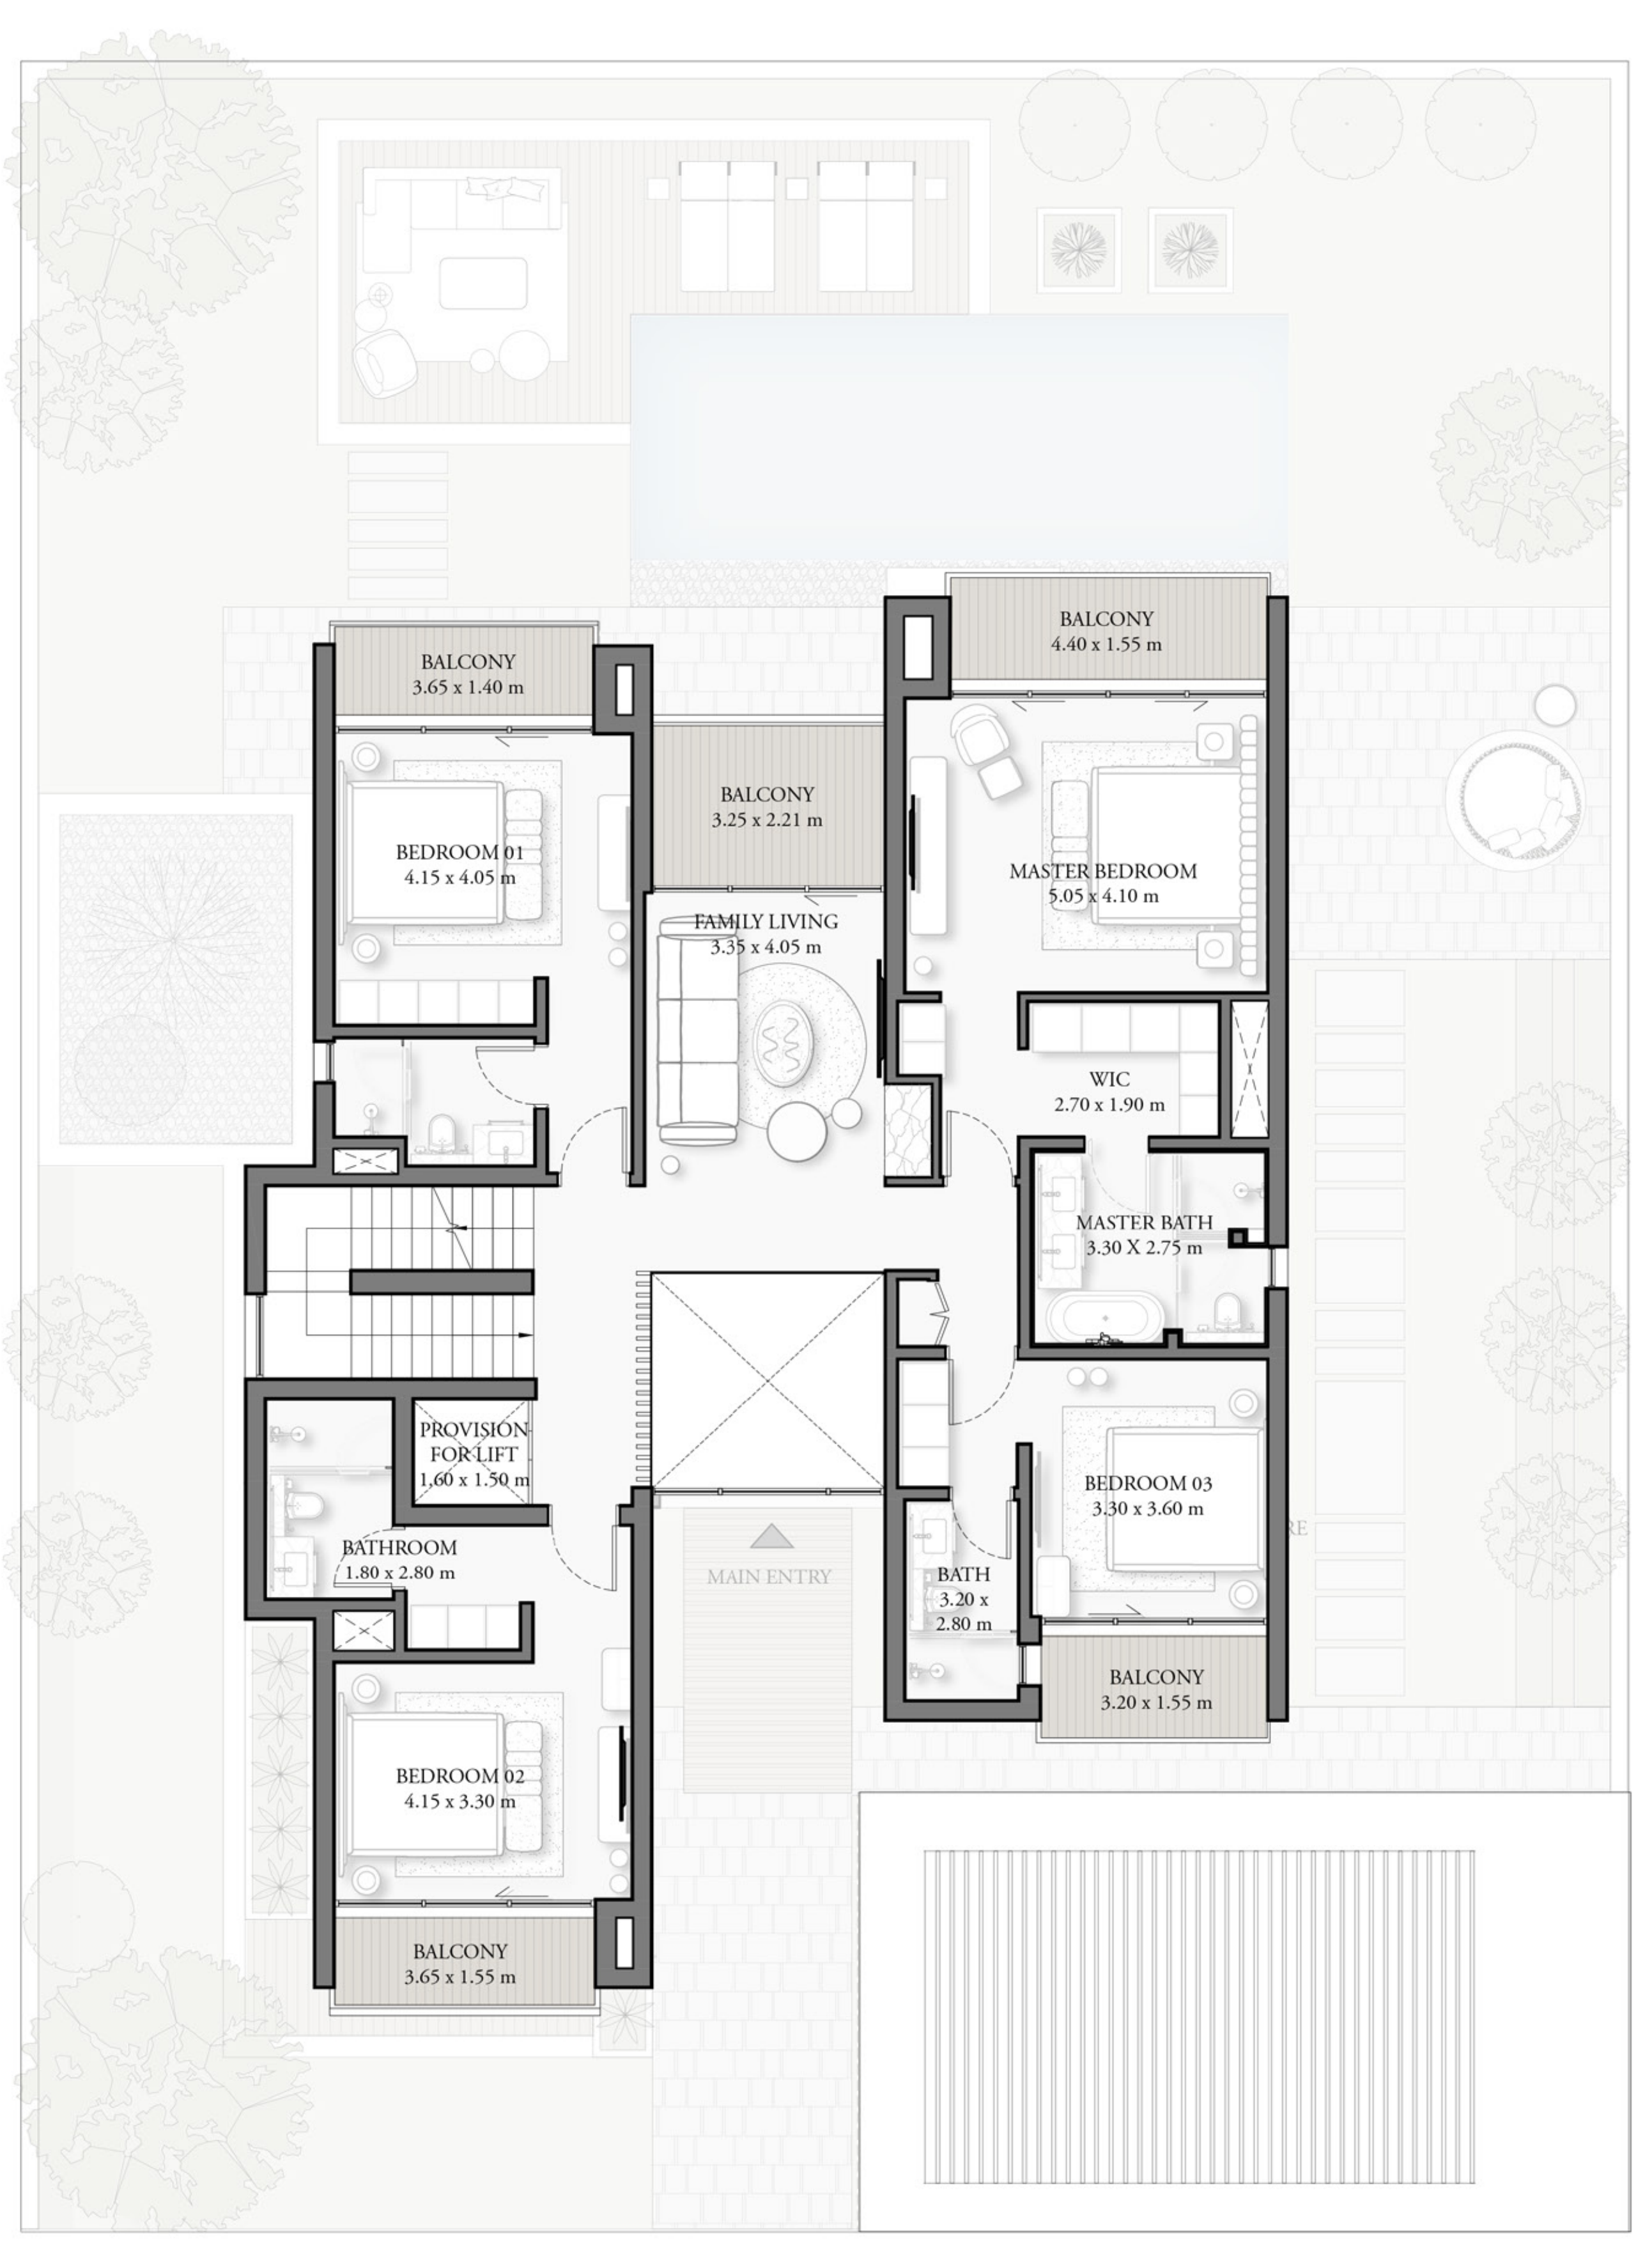 BALCONY
4.40 x 1.55 m
BALCONY
3.65 x 1.40 m
BALCONY
3.25 x 2.21 m
BEDROOM 01
4.15 x 4.05 m
MASTER BEDROOM
5.05 x 4.10 m
FAMILY LIVING
3.35 x 4.05 m
WIC
2.70 x 1.90 m
MASTER BATH
3.30 X 2.75 m
PROVISION
FOR LIFT
1.60 x 1.50 m
BEDROOM 03
3.30 x 3.60 m
RE
BATHROOM
1.80 x 2.80 m
MAIN ENTRY
BATH
3.20 x
2.80 m
BALCONY
3.20 x 1.55 m
BEDROOM 02
4.15 x 3.30 m
BALCONY
3.65 x 1.55 m